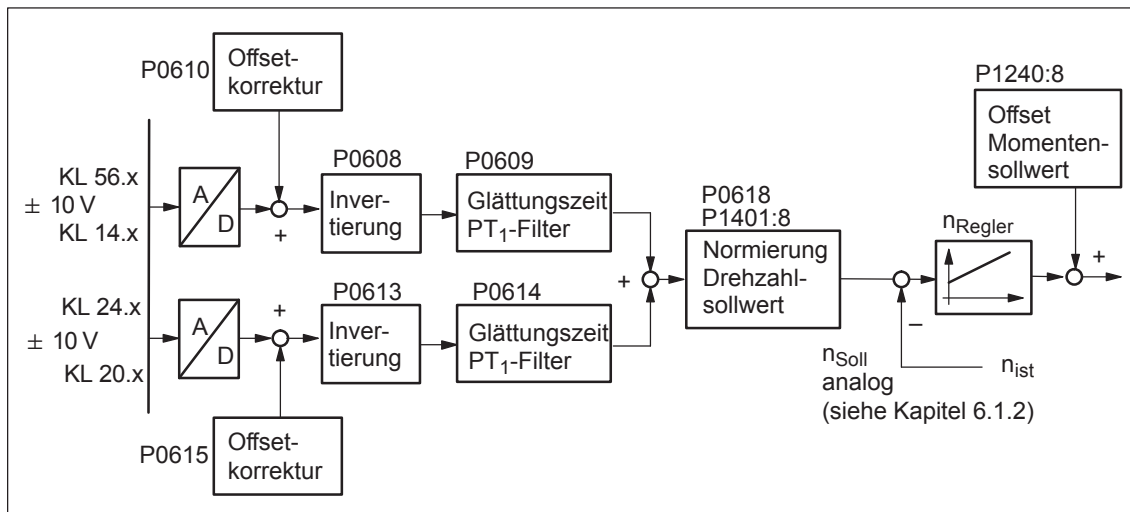 P0610
Offset-
korrektur
P1240:8
Offset
Momenten-
sollwert
KL 56.x
± 10 V
KL 14.x
A
D
+
P0608
Inver-
tierung
P0609
Glättungszeit
PT1-Filter
P0618
P1401:8
Normierung
Drehzahl-
sollwert
nRegler
+
+
KL 24.x
± 10 V
KL 20.x
A
D
+
P0613
Inver-
tierung
P0614
Glättungszeit
PT1-Filter
–
nSoll
analog
(siehe Kapitel 6.1.2)
nist
P0615
Offset-
korrektur